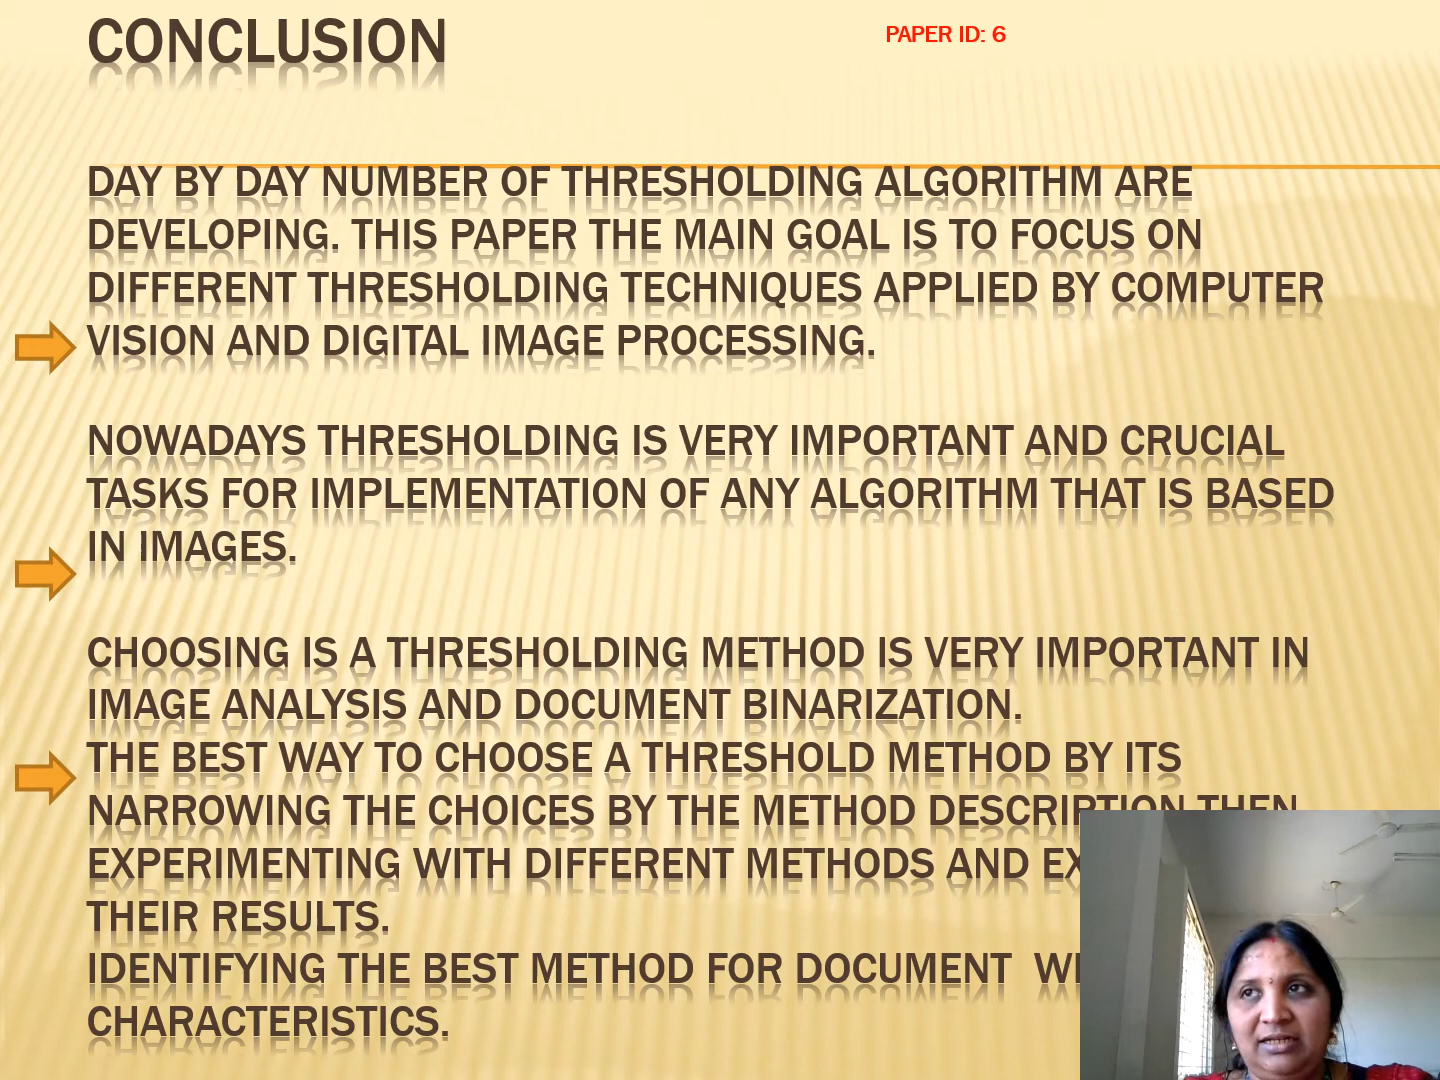 CONCLUSION
PAPER ID: 6
DAY BY DAY NUMBER OF THRESHOLDING ALGORITHM ARE
DEVELOPING. THIS PAPER THE MAIN GOAL IS TO FOCUS ON
DIFFERENT THRESHOLDING TECHNIQUES APPLIED BY COMPUTER
VISION AND DIGITAL IMAGE PROCESSING.
NOWADAYS THRESHOLDING IS VERY IMPORTANT AND CRUCIAL
TASKS FOR IMPLEMENTATION OF ANY ALGORITHM THAT IS BASED
IN IMAGES.
CHOOSING IS A THRESHOLDING METHOD IS VERY IMPORTANT IN
IMAGE ANALYSIS AND DOCUMENT BINARIZATION.
THE BEST WAY TO CHOOSE A THRESHOLD METHOD BY ITS
NARROWING THE CHOICES BY THE METHOD DESCRIPTION THEN
EXPERIMENTING WITH DIFFERENT METHODS AND
THEIR RESULTS.
IDENTIFYING THE BEST METHOD FOR DOCUMENT
CHARACTERISTICS.